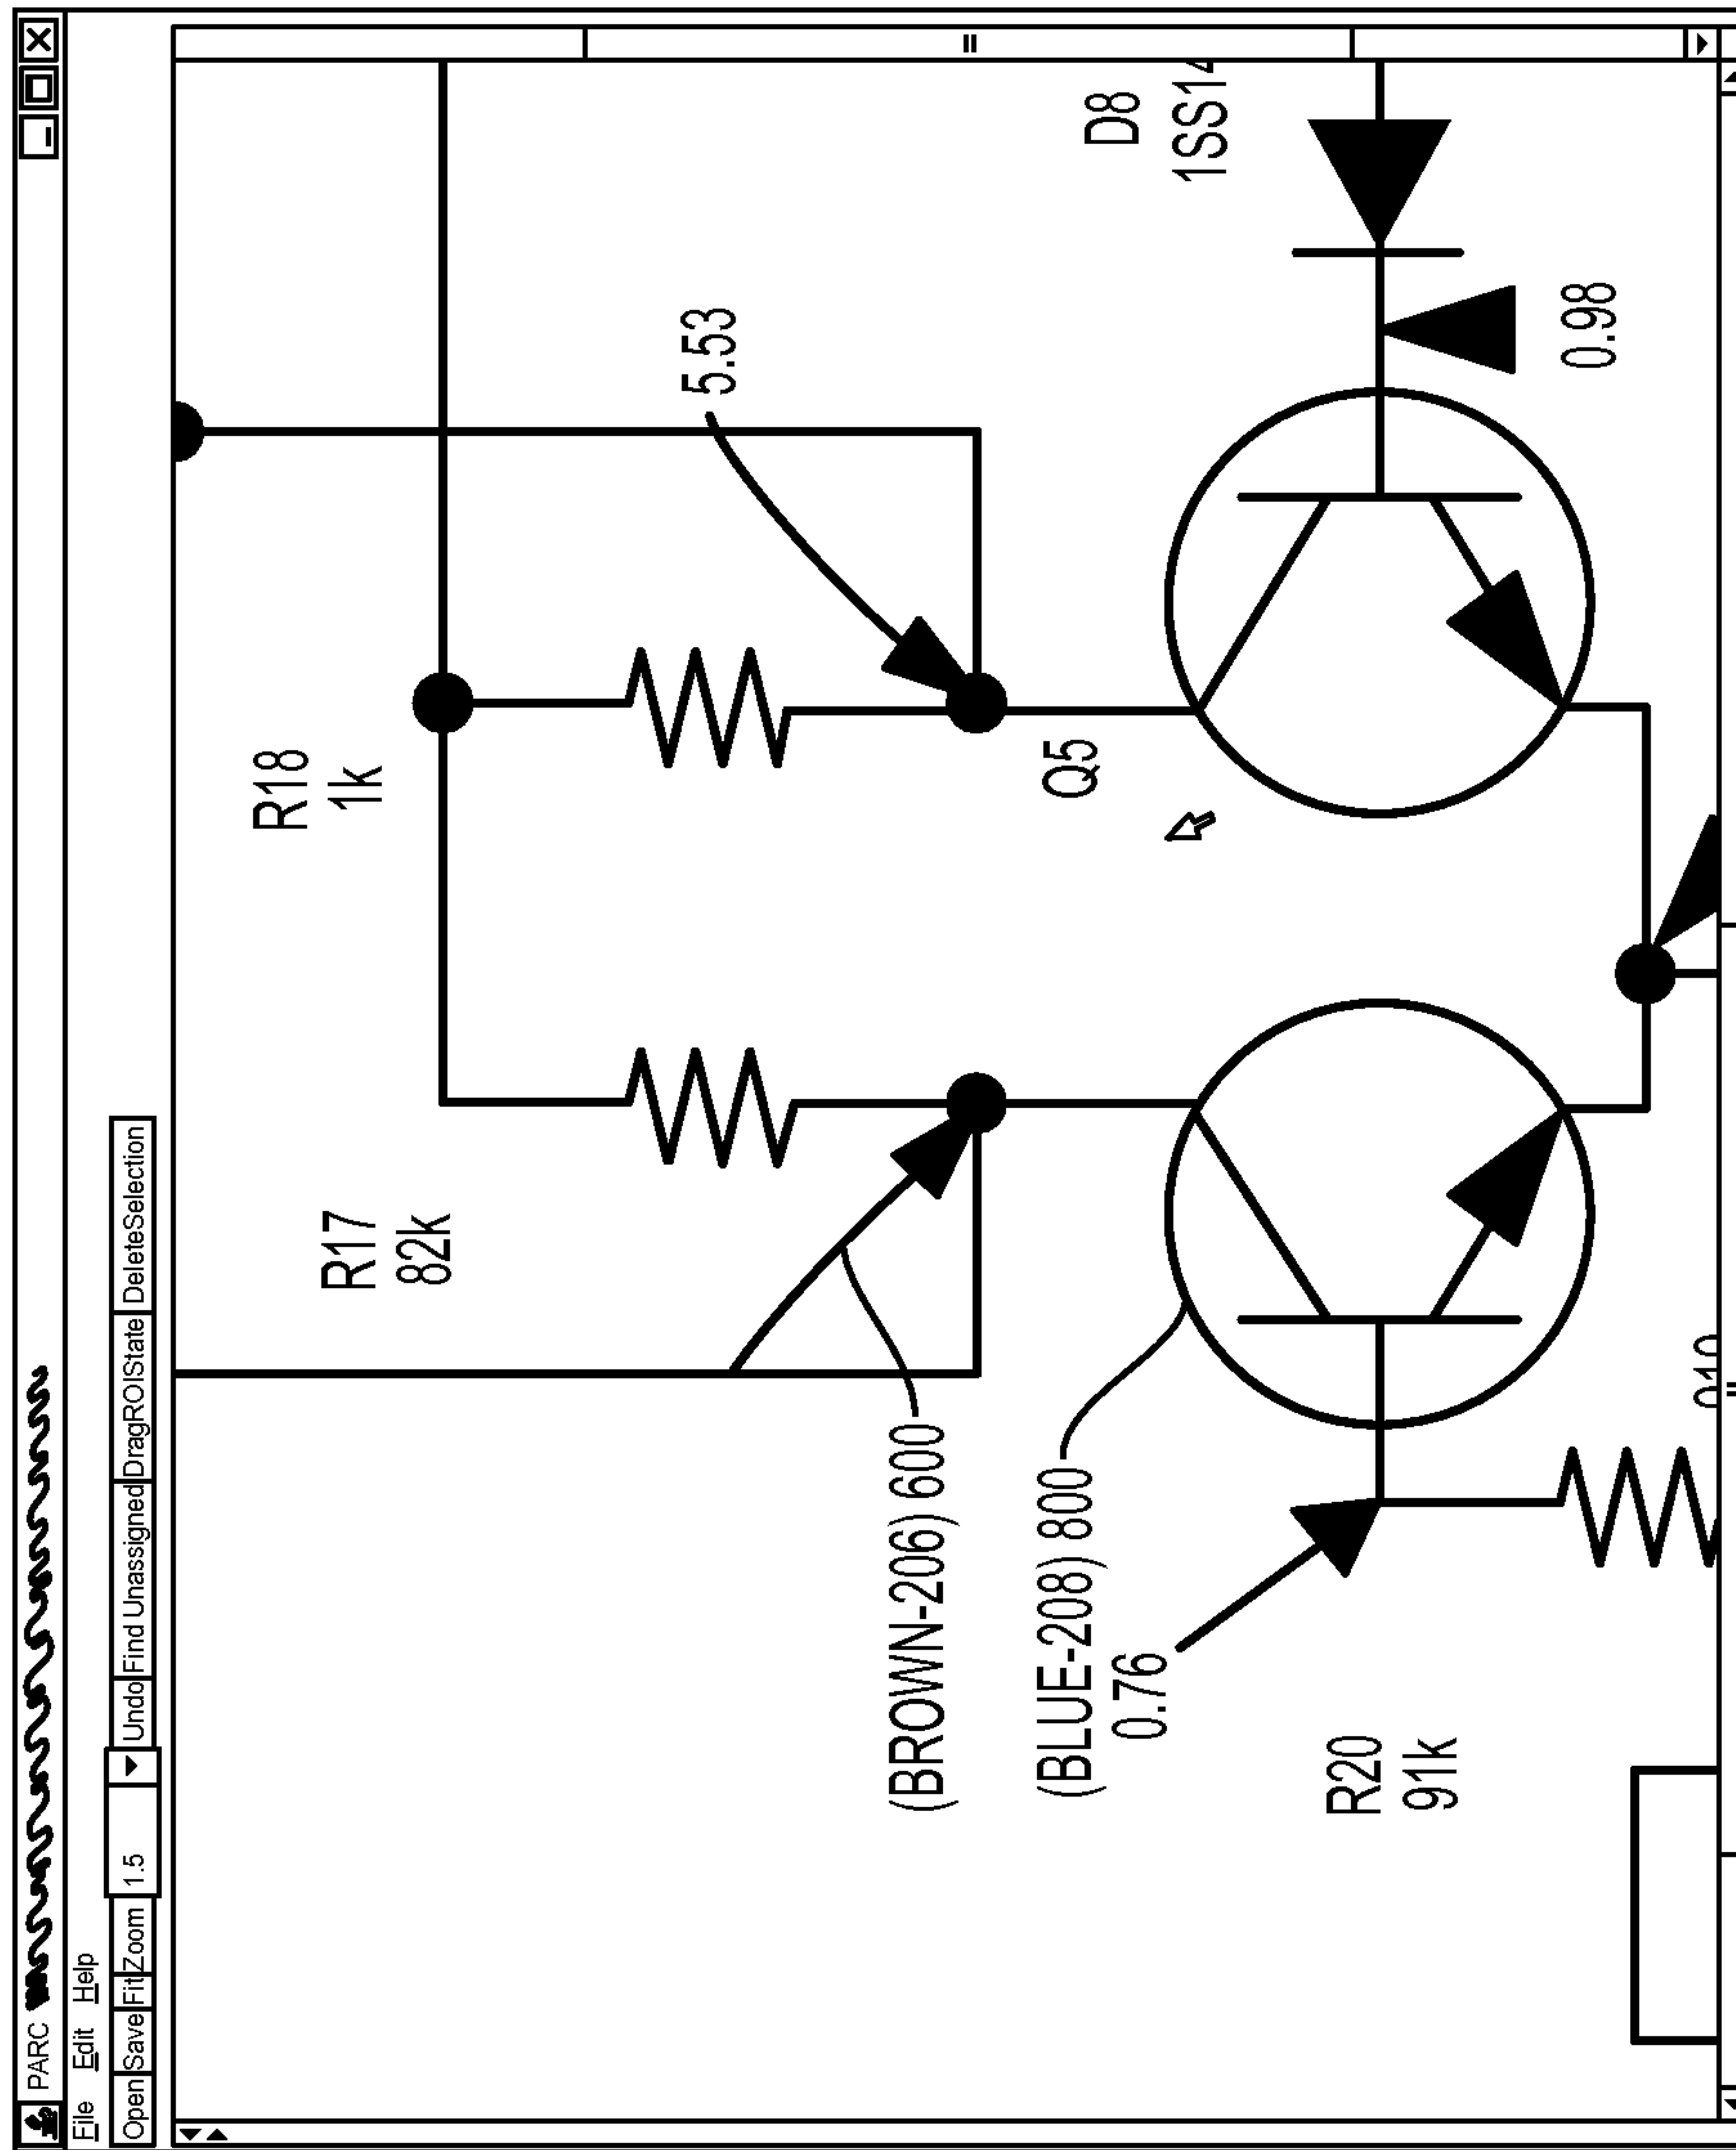 PARC
File Edit Help
Open Save Fit Zoom 1.5 Undo Find Unassigned DragROIState DeleteSelection
R18
1k
R17
82k
5.53
(BROWN-206) 600
Q5
D8
(BLUE-208) 800
0.76
1SS14
R20
91k
0.98